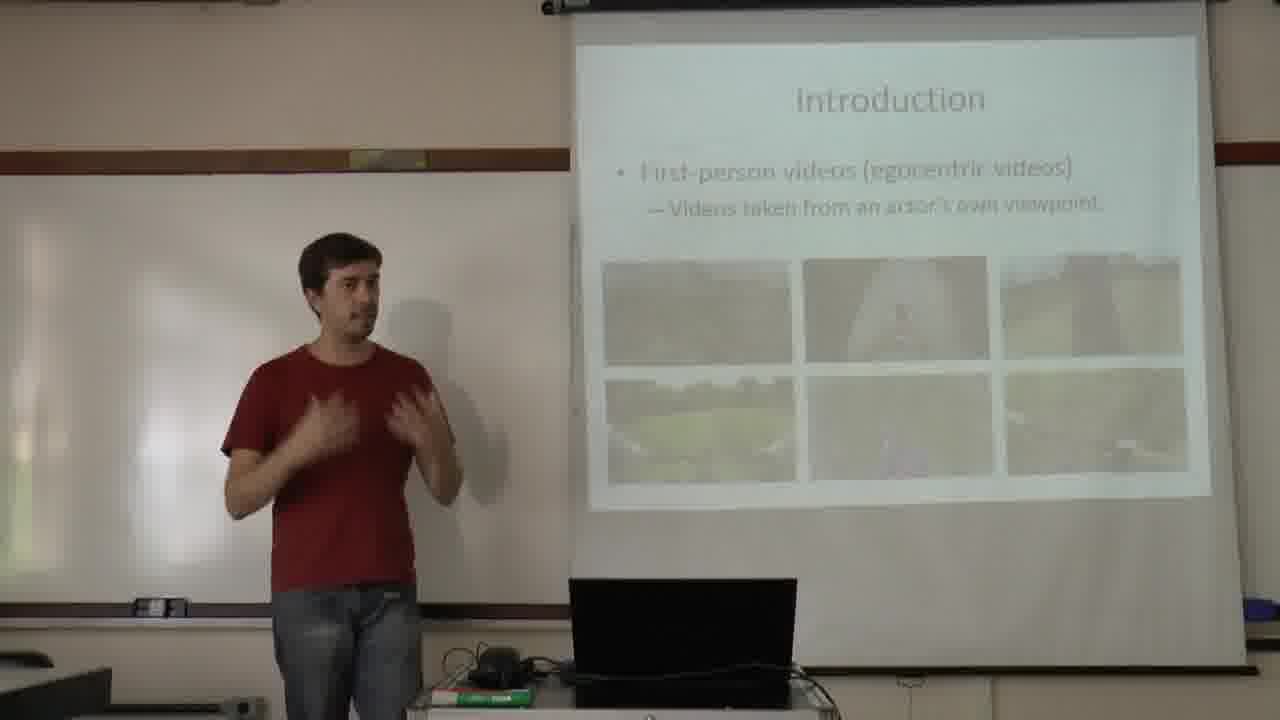 Introduction
• First-person videos (egocentric videos)
– Videos taken from an actor's own viewpoint.